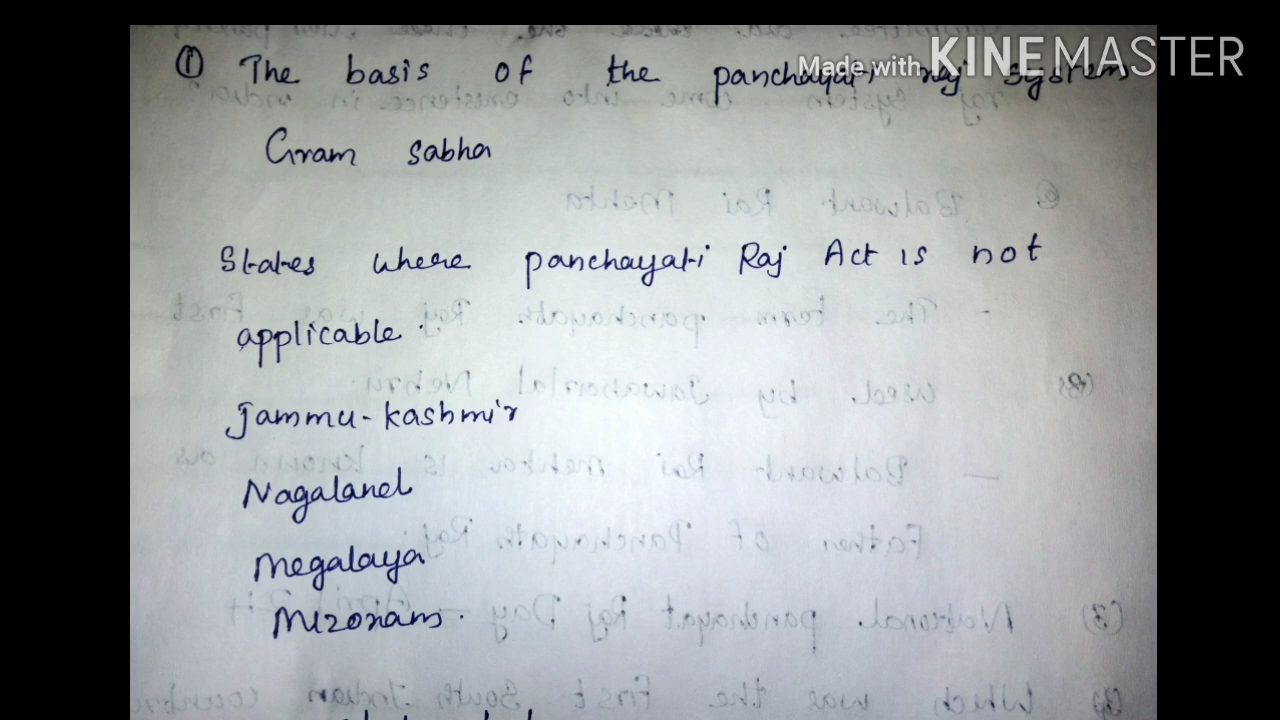 Made with KINEMASTER
① The basis of the panchayati raj system
Gram sabha
States where panchayati Raj Act is not
applicable.
Jammu-kashmir
Nagaland
Megalaya
Mizoram.